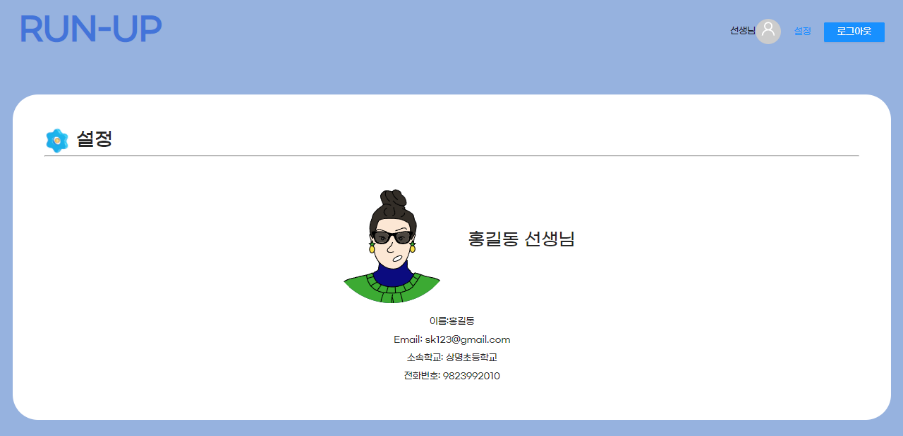 RUN-UP
선생님 설정 로그아웃
설정
홍길동 선생님
이름:홍길동
Email: sk123@gmail.com
소속학교: 상명초등학교
전화번호: 9823992010